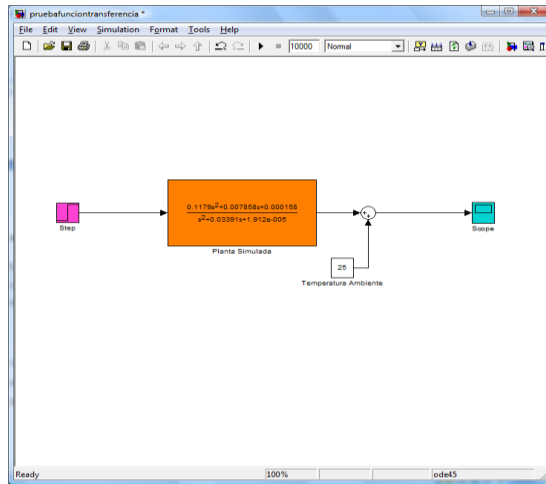 pruebafunciontransferencia *
File Edit View Simulation Format Tools Help
10000 Normal
0.1179s²+0.007858s+0.000158
s²+0.03391s+1.912e-005
Step
Planta Simulada
Scope
25
Temperatura Ambiente
Ready 100% ode45